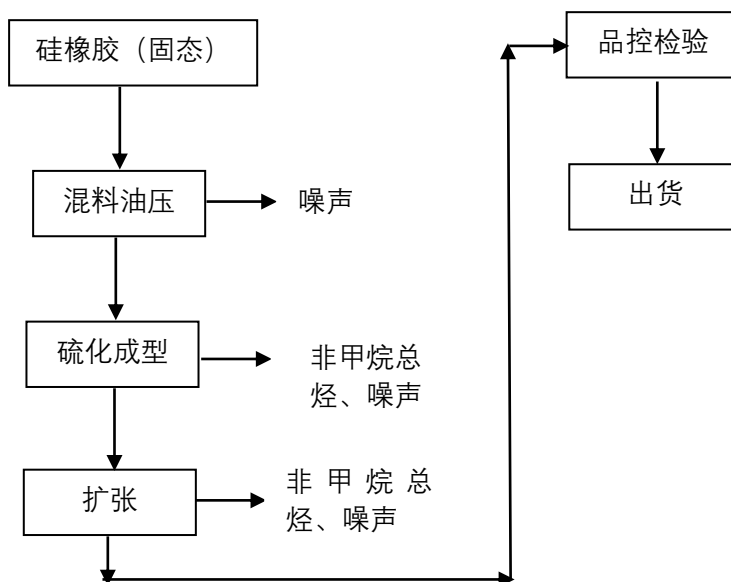 硅橡胶（固态）
混料油压
噪声
硫化成型
非甲烷总
烃、噪声
扩张
非甲烷总
烃、噪声
品控检验
出货